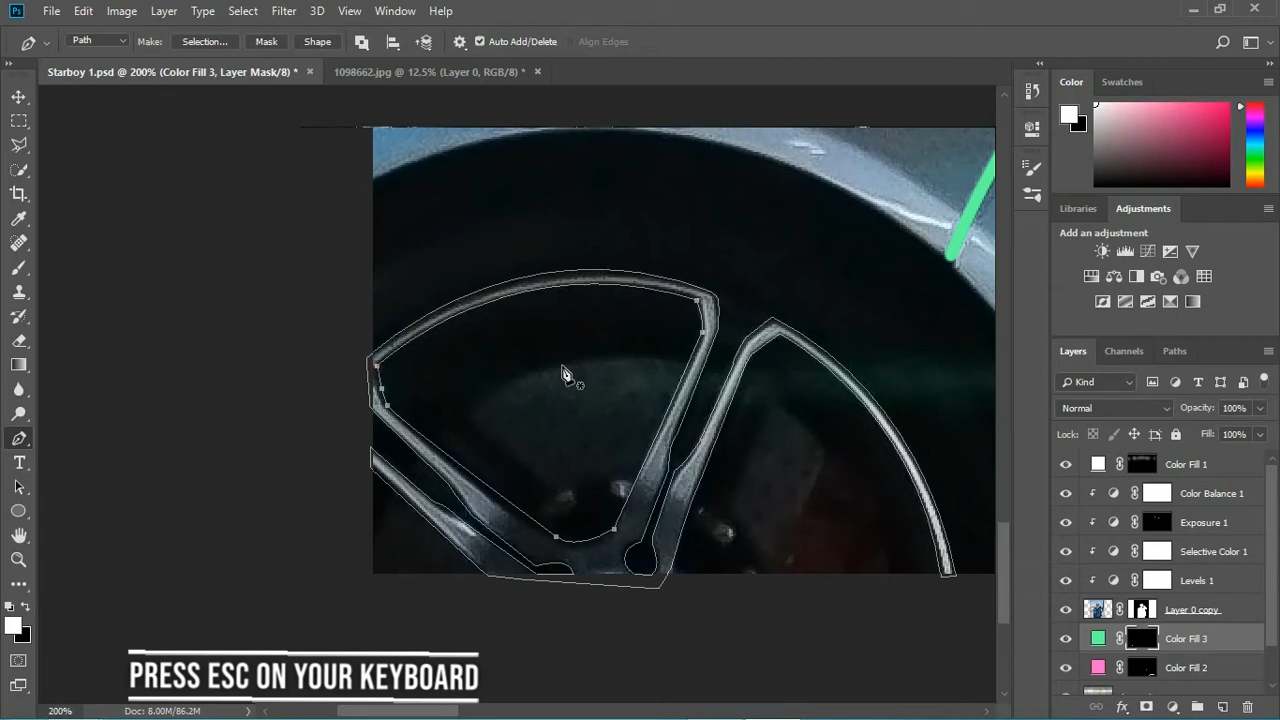 Ps File Edit Image Layer Type Select Filter 3D View Window Help
Path Make: Selection... Mask Shape Auto Add/Delete Align Edges
Starboy 1.psd @ 200% (Color Fill 3, Layer Mask/8) * 1098662.jpg @ 12.5% (Layer 0, RGB/8) *
Color Swatches
Libraries Adjustments
Add an adjustment
Layers Channels Paths
Kind
Normal Opacity: 100%
Lock: Fill: 100%
Color Fill 1
Color Balance 1
Exposure 1
Selective Color 1
Levels 1
Layer 0 copy
Color Fill 3
Color Fill 2
T
PRESS ESC ON YOUR KEYBOARD
200% Doc: 8.00M/86.2M
fx